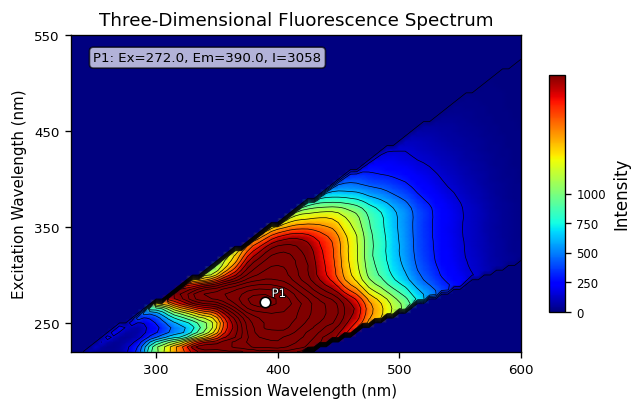 Three-Dimensional Fluorescence Spectrum
P1: Ex=272.0, Em=390.0, I=3058
550
450
350
250
300
400
500
600
P1
Excitation Wavelength (nm)
Emission Wavelength (nm)
1000
750
500
250
0
Intensity